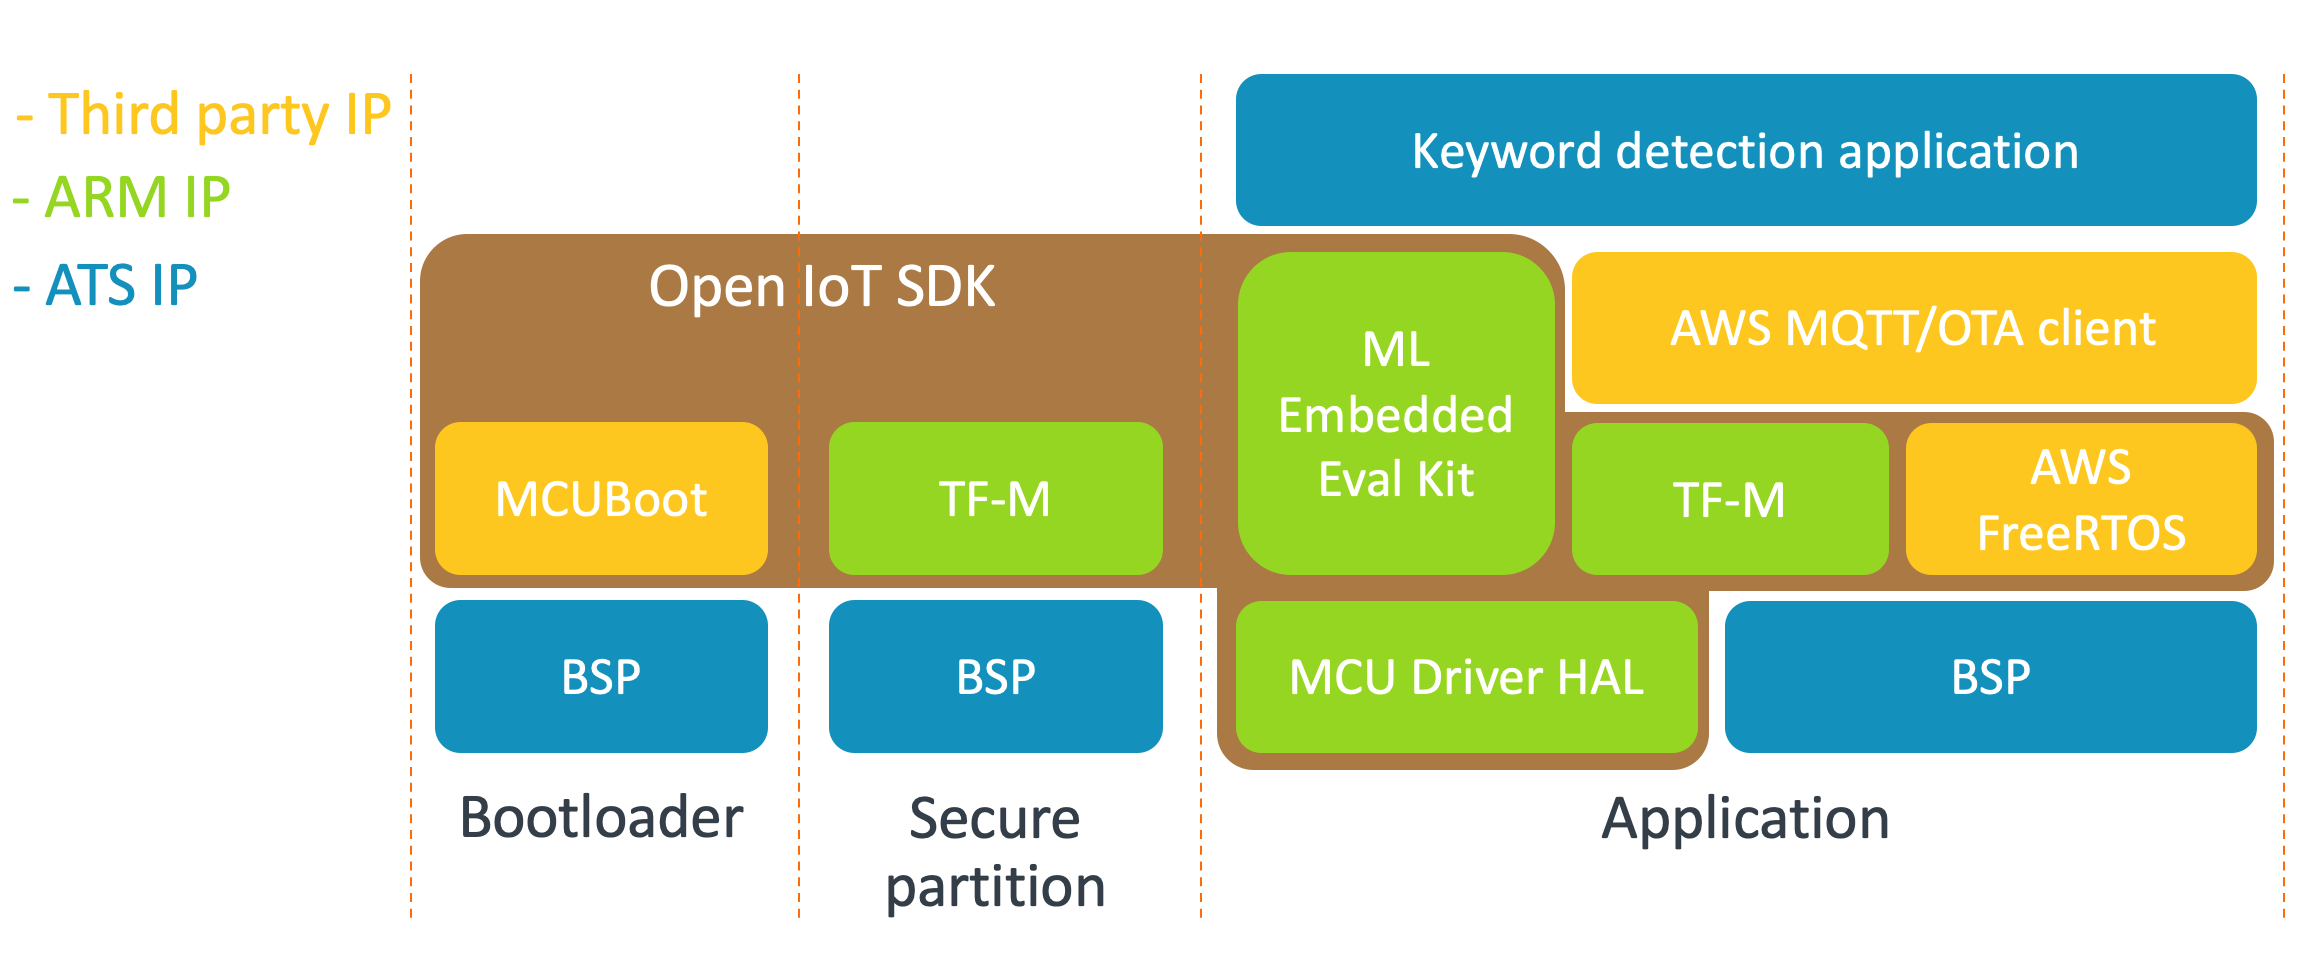 - Third party IP
- ARM IP
- ATS IP
Keyword detection application
Open IoT SDK
ML
Embedded
Eval Kit
AWS MQTT/OTA client
MCUBoot
TF-M
TF-M
AWS
FreeRTOS
BSP
BSP
MCU Driver HAL
BSP
Bootloader
Secure
partition
Application